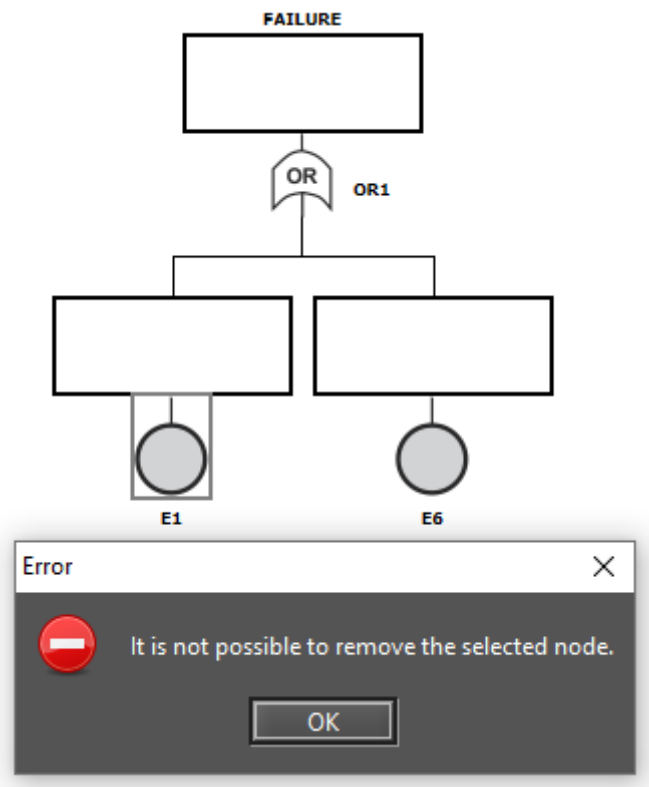 FAILURE
OR
OR1
E1
E6
Error
It is not possible to remove the selected node.
OK